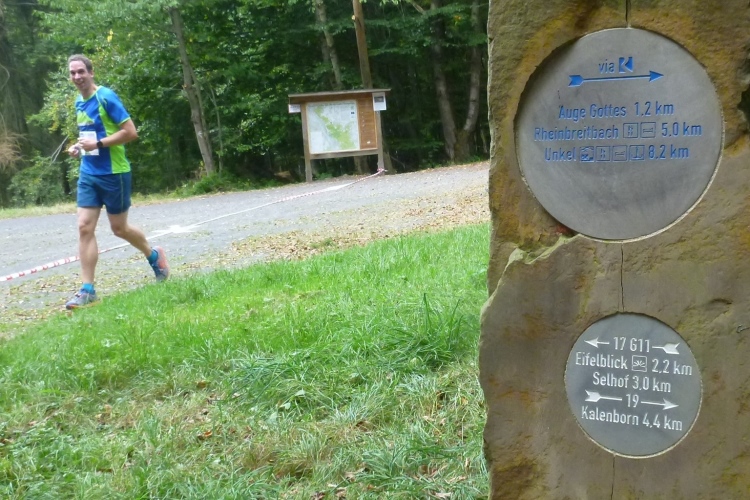 via K
Auge Gottes 1,2 km
Rheinbreitbach 5,0 km
Unkel 8,2 km
17 G11
Eifelblick 2,2 km
Selhof 3,0 km
19
Kalenborn 4,4 km